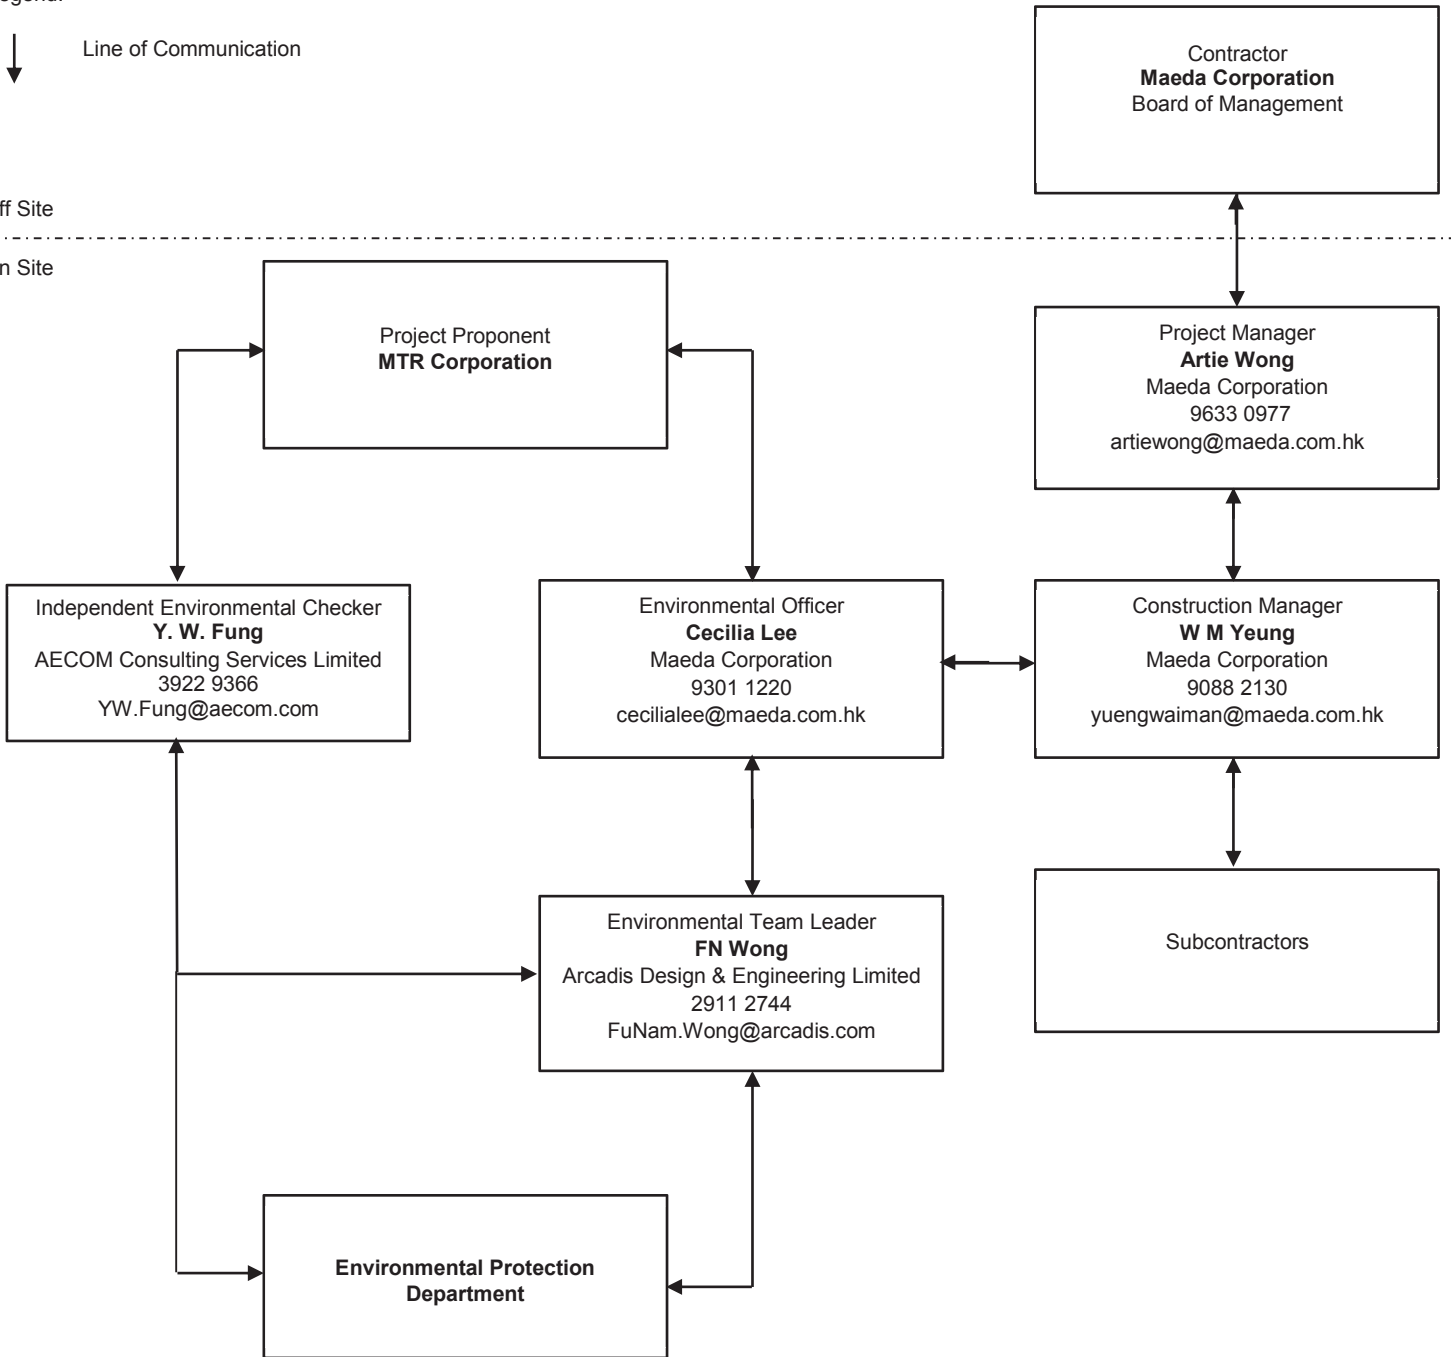 Line of Communication
Contractor
Maeda Corporation
Board of Management
Site
Site
Project Proponent
MTR Corporation
Project Manager
Artie Wong
Maeda Corporation
9633 0977
artiewong@maeda.com.hk
Independent Environmental Checker
Y. W. Fung
AECOM Consulting Services Limited
3922 9366
YW.Fung@aecom.com
Environmental Officer
Cecilia Lee
Maeda Corporation
9301 1220
cecilialee@maeda.com.hk
Construction Manager
W M Yeung
Maeda Corporation
9088 2130
yuengwaiman@maeda.com.hk
Environmental Team Leader
FN Wong
Arcadis Design & Engineering Limited
2911 2744
FuNam.Wong@arcadis.com
Subcontractors
Environmental Protection
Department